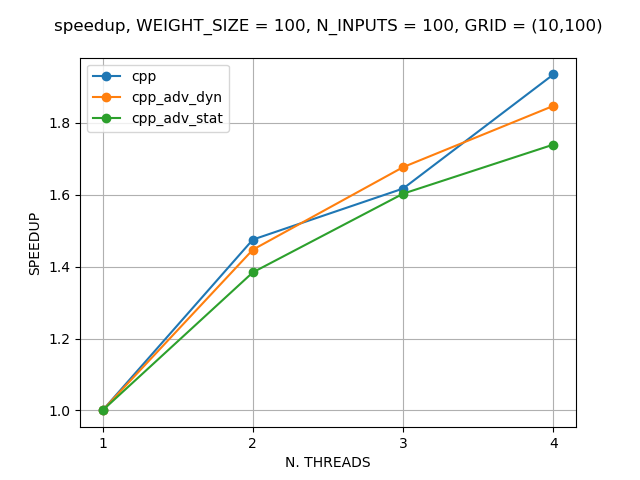 speedup, WEIGHT_SIZE = 100, N_INPUTS = 100, GRID = (10,100)
cpp
cpp_adv_dyn
cpp_adv_stat
SPEEDUP
1.8
1.6
1.4
1.2
1.0
1 2 3 4
N. THREADS